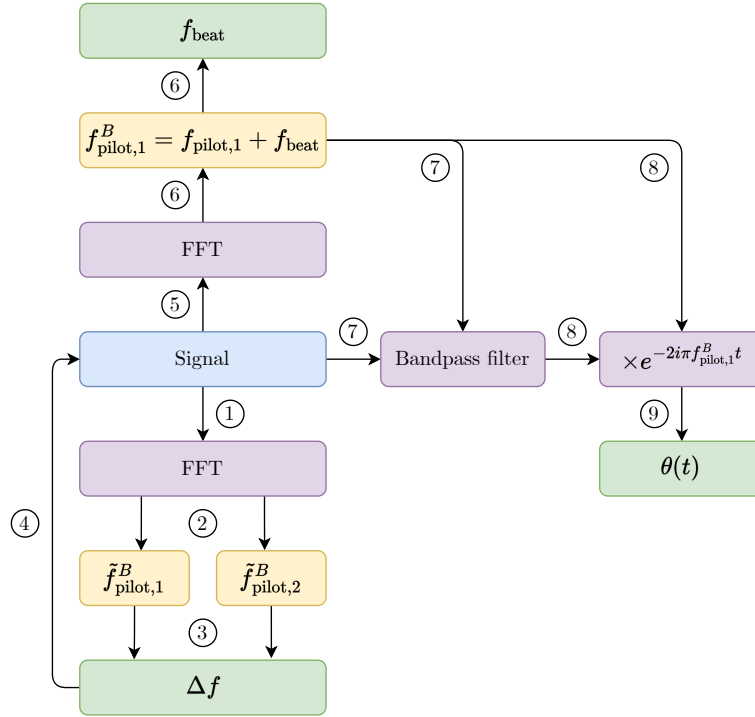 f_beat
⑥
f^B_pilot,1 = f_pilot,1 + f_beat
⑥ ⑦ ⑧
FFT
⑤
⑦ ⑧
Signal Bandpass filter ×e^{−2iπf^B_pilot,1 t}
① ⑨
FFT θ(t)
④ ②
f̃^B_pilot,1 f̃^B_pilot,2
③
Δf